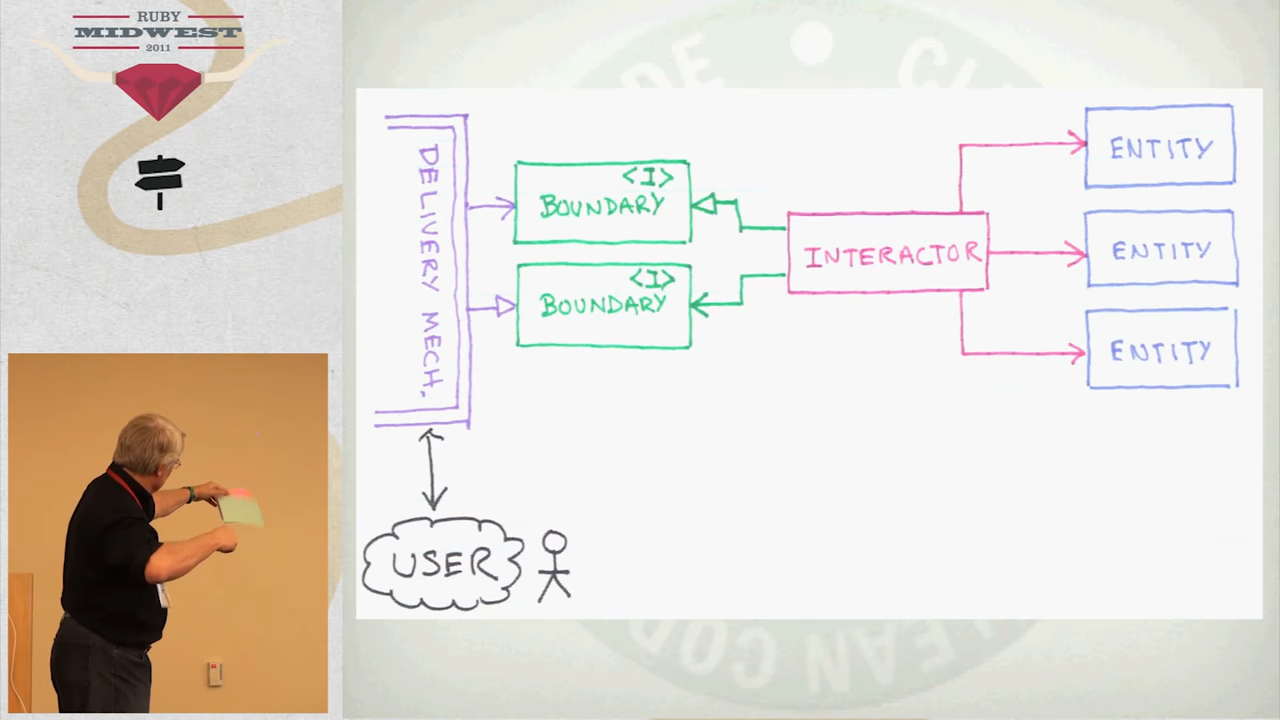 RUBY
MIDWEST
2011
DELIVERY MECH.
<I>
BOUNDARY
<I>
BOUNDARY
INTERACTOR
ENTITY
ENTITY
ENTITY
USER